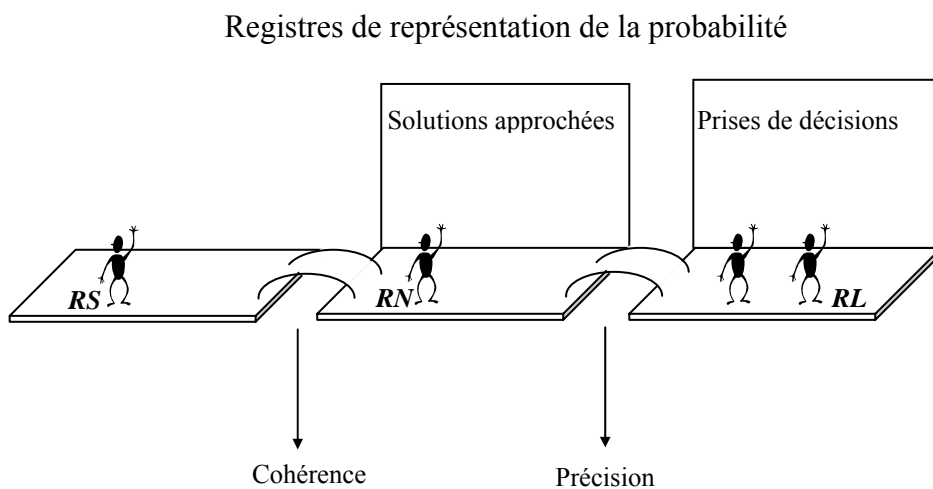 Registres de représentation de la probabilité
Solutions approchées
Prises de décisions
RS
RN
RL
Cohérence
Précision